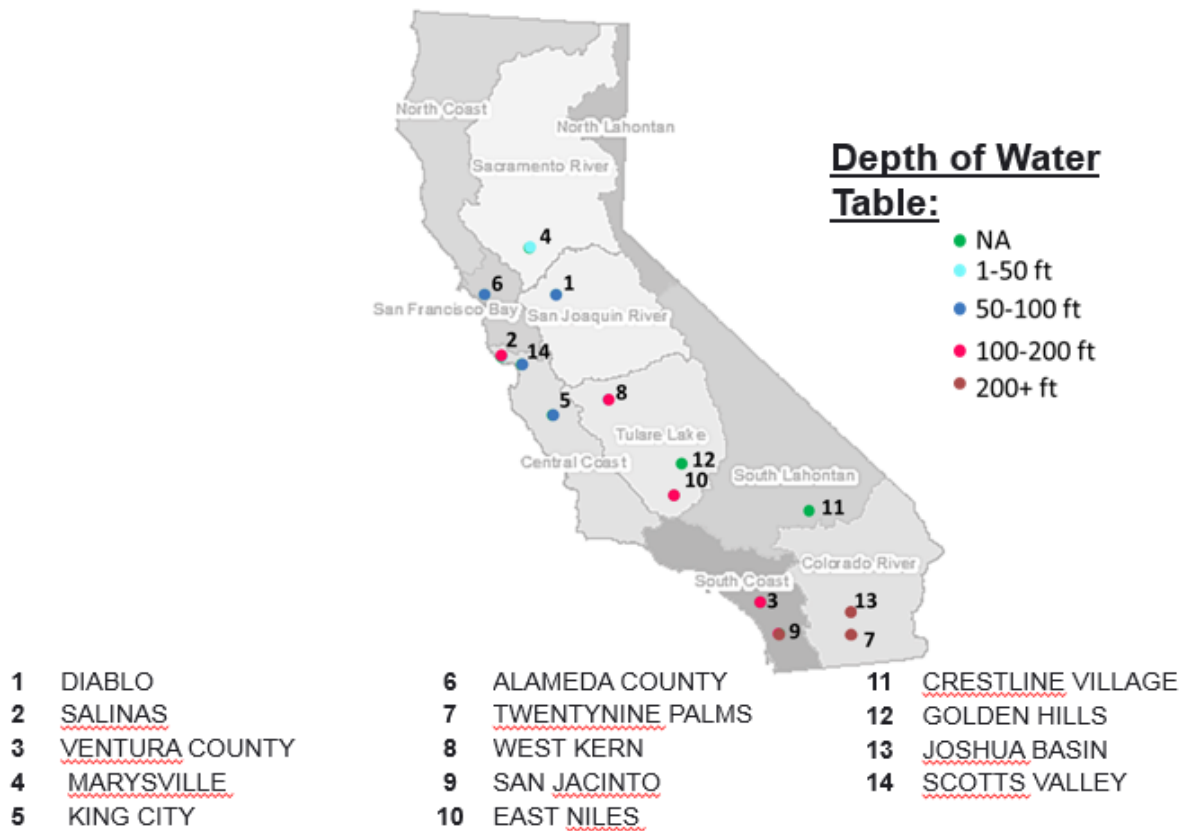 North Coast
North Lahontan
Sacramento River
4
6
1
San Francisco Bay
San Joaquin River
2
14
8
5
Tulare Lake
12
Central Coast
10
South Lahontan
11
Colorado River
South Coast
3
13
9
7
Depth of Water
Table:
NA
1-50 ft
50-100 ft
100-200 ft
200+ ft
1 DIABLO
2 SALINAS
3 VENTURA COUNTY
4 MARYSVILLE
5 KING CITY
6 ALAMEDA COUNTY
7 TWENTYNINE PALMS
8 WEST KERN
9 SAN JACINTO
10 EAST NILES
11 CRESTLINE VILLAGE
12 GOLDEN HILLS
13 JOSHUA BASIN
14 SCOTTS VALLEY